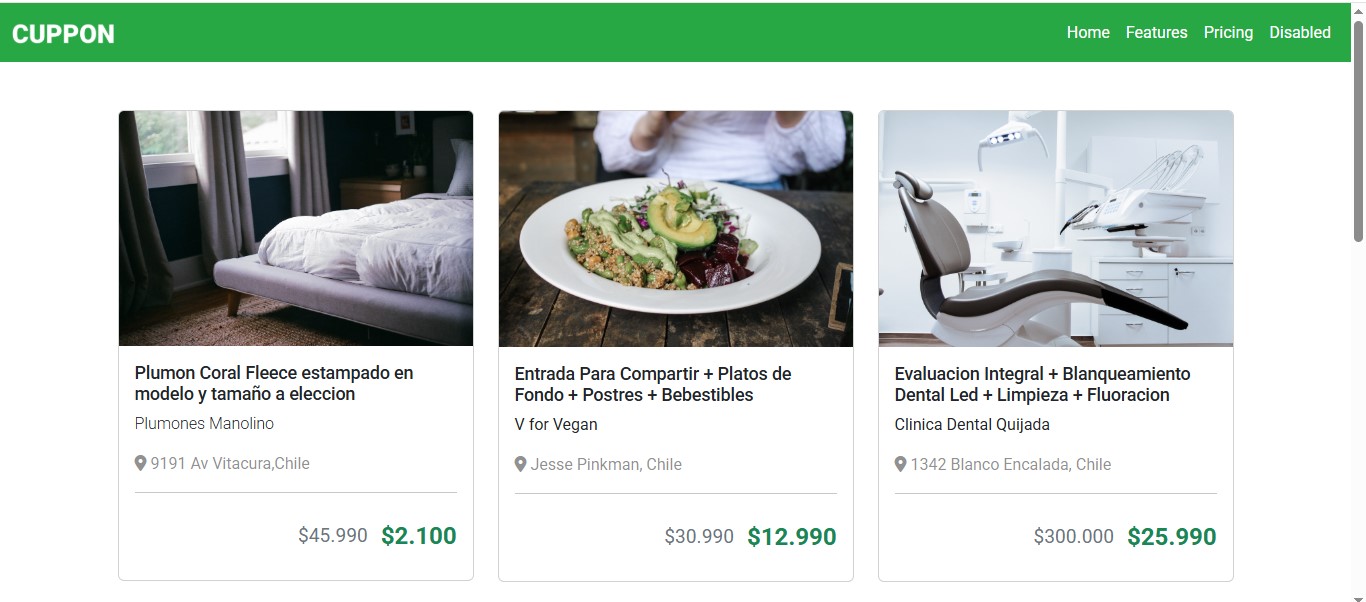 CUPPON
Home Features Pricing Disabled
Plumon Coral Fleece estampado en
modelo y tamaño a eleccion
Plumones Manolino
9191 Av Vitacura,Chile
$45.990 $2.100
Entrada Para Compartir + Platos de
Fondo + Postres + Bebestibles
V for Vegan
Jesse Pinkman, Chile
$30.990 $12.990
Evaluacion Integral + Blanqueamiento
Dental Led + Limpieza + Fluoracion
Clinica Dental Quijada
1342 Blanco Encalada, Chile
$300.000 $25.990